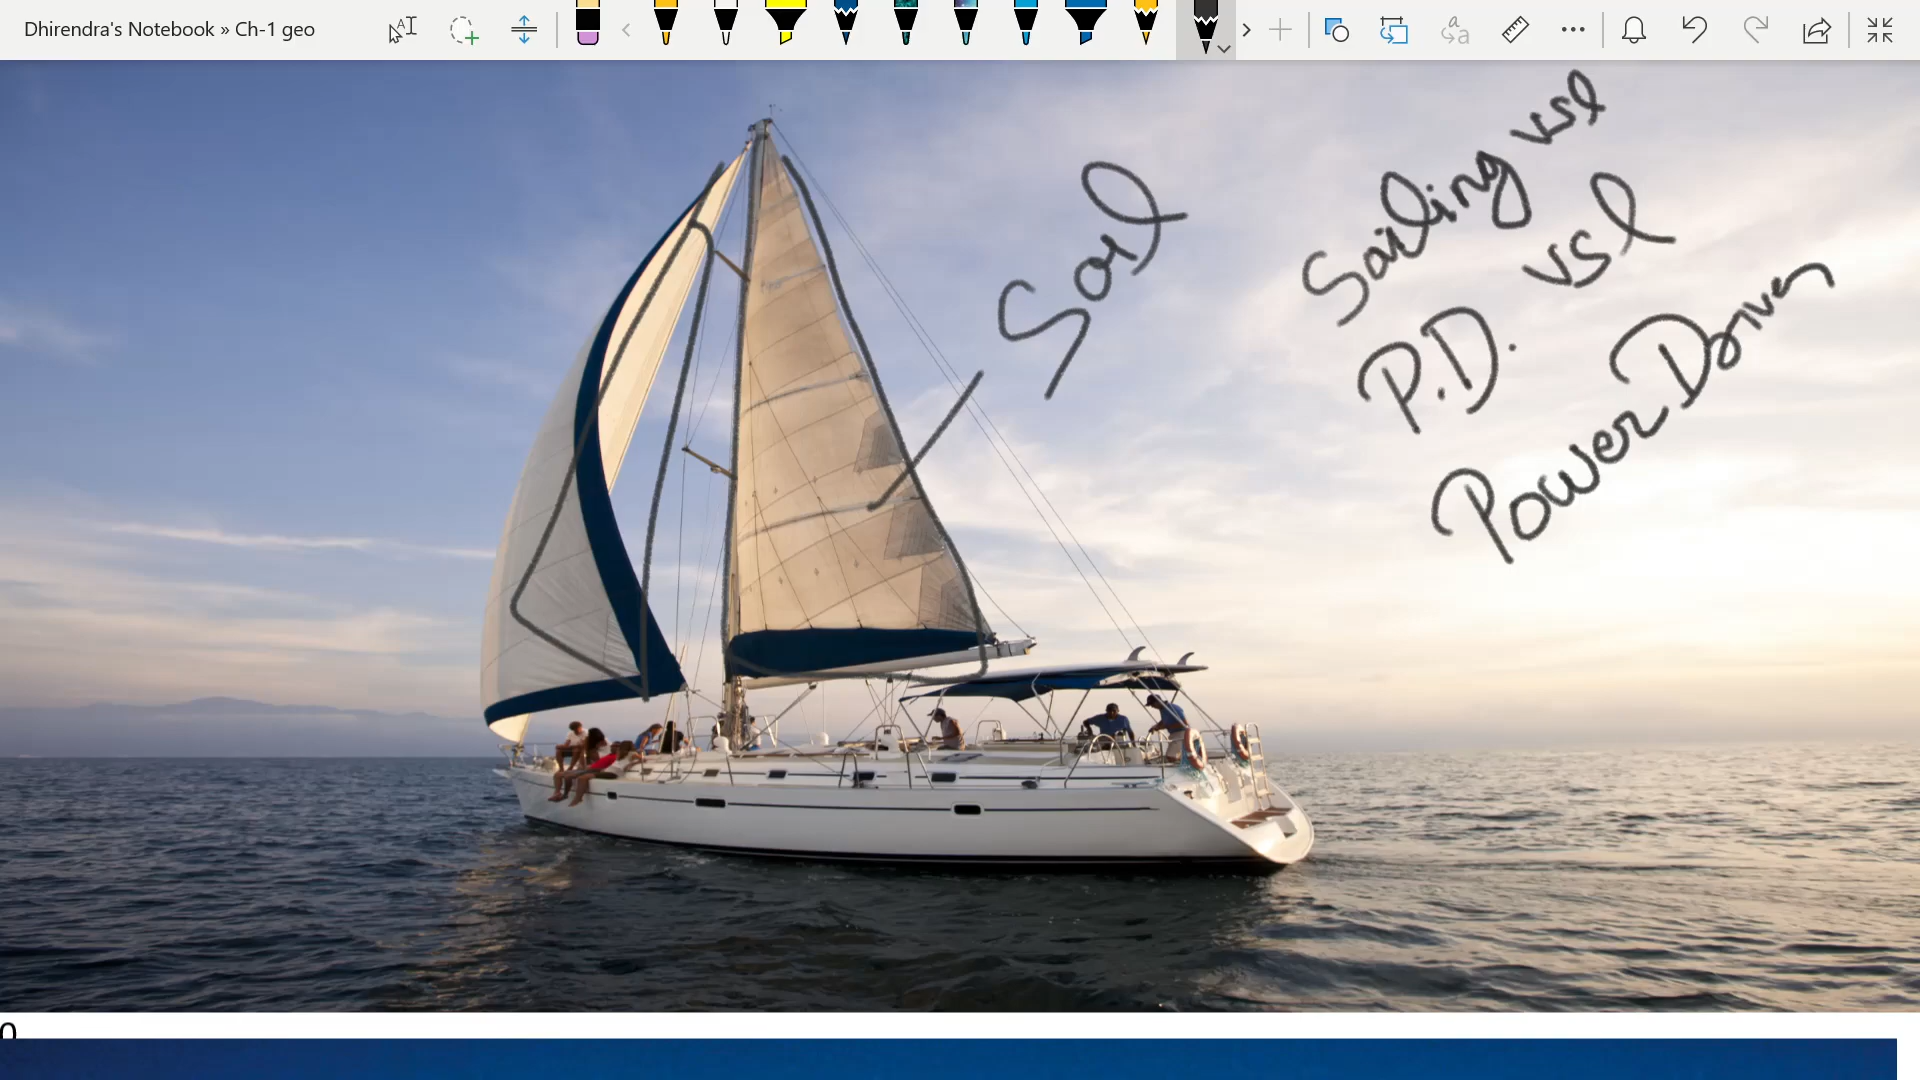 Dhirendra's Notebook » Ch-1 geo
Sail
Sailing vsl
P.D. vsl
Power Driven
0